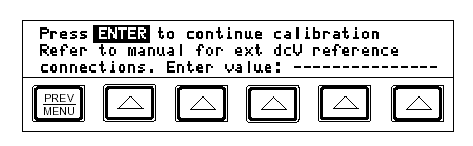 Press ENTER to continue calibration
Refer to manual for ext dcV reference
connections. Enter value: ---------------
PREV
MENU